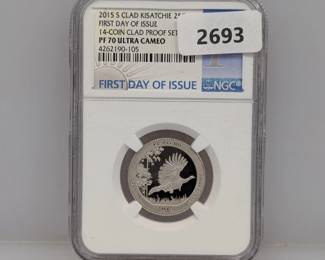 2015 S CLAD KISATCHIE 25C
FIRST DAY OF ISSUE
14-COIN CLAD PROOF SET
PF 70 ULTRA CAMEO
4262190-105
2693
FIRST DAY OF ISSUE
NGC
KISATCHIE